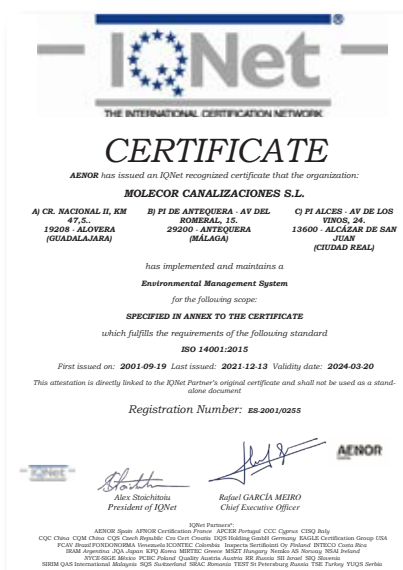 IQNet ®
THE INTERNATIONAL CERTIFICATION NETWORK
CERTIFICATE
AENOR has issued an IQNet recognized certificate that the organization:
MOLECOR CANALIZACIONES S.L.
A) CR. NACIONAL II, KM
47,5..
19208 - ALOVERA
(GUADALAJARA)
B) PI DE ANTEQUERA - AV DEL
ROMERAL, 15.
29200 - ANTEQUERA
(MÁLAGA)
C) PI ALCES - AV DE LOS
VINOS, 24.
13600 - ALCÁZAR DE SAN
JUAN
(CIUDAD REAL)
has implemented and maintains a
Environmental Management System
for the following scope:
SPECIFIED IN ANNEX TO THE CERTIFICATE
which fulfills the requirements of the following standard
ISO 14001:2015
First issued on: 2001-09-19 Last issued: 2021-12-13 Validity date: 2024-03-20
This attestation is directly linked to the IQNet Partner's original certificate and shall not be used as a stand-
alone document
Registration Number: ES-2001/0255
IQNet
AENOR
Alex Stoichitoiu
President of IQNet
Rafael GARCÍA MEIRO
Chief Executive Officer
IQNet Partners*:
AENOR Spain AFNOR Certification France APCER Portugal CCC Cyprus CISQ Italy
CQC China CQM China CQS Czech Republic Cro Cert Croatia DQS Holding GmbH Germany EAGLE Certification Group USA
FCAV Brazil FONDONORMA Venezuela ICONTEC Colombia Inspecta Sertifiointi Oy Finland INTECO Costa Rica
IRAM Argentina JQA Japan KFQ Korea MIRTEC Greece MSZT Hungary Nemko AS Norway NSAI Ireland
NYCE-SIGE México PCBC Poland Quality Austria Austria RR Russia SII Israel SIQ Slovenia
SIRIM QAS International Malaysia SQS Switzerland SRAC Romania TEST St Petersburg Russia TSE Turkey YUQS Serbia